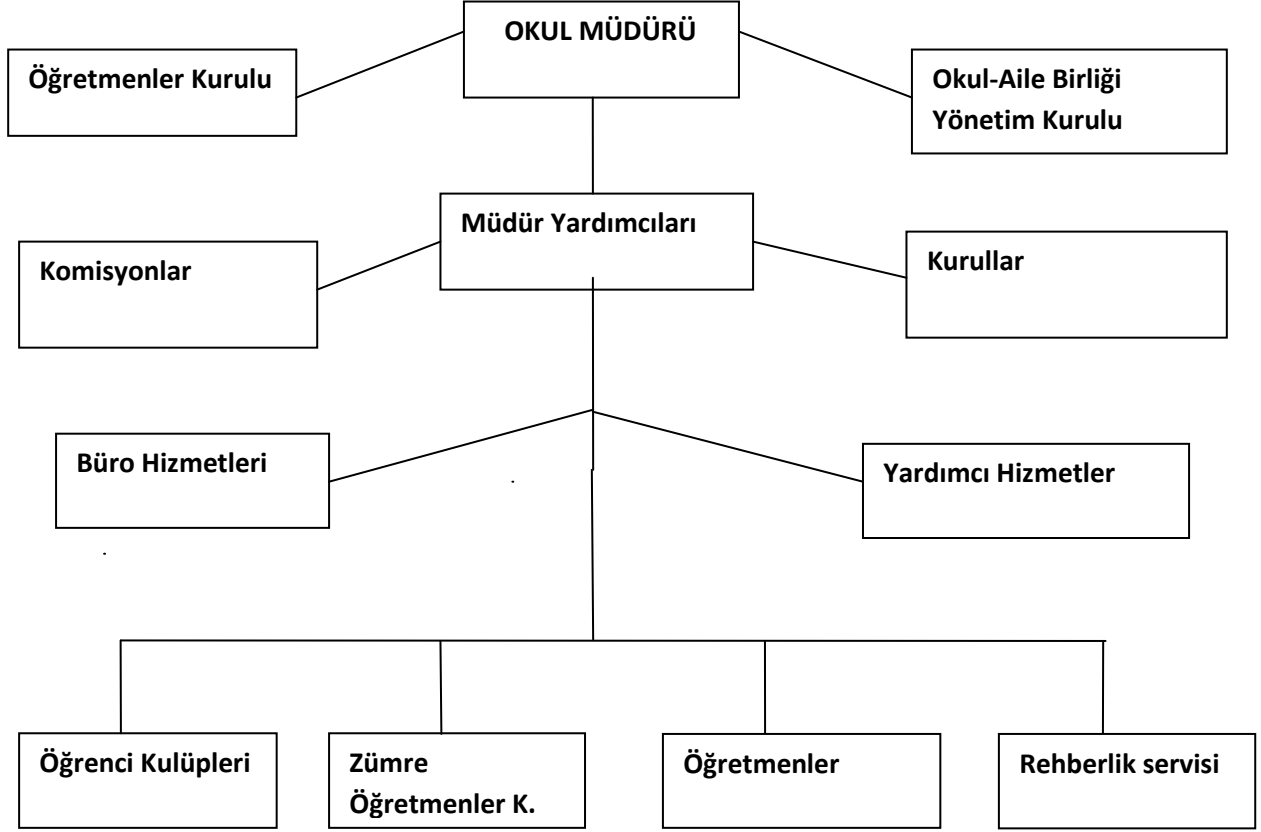 OKUL MÜDÜRÜ
Öğretmenler Kurulu
Okul-Aile Birliği
Yönetim Kurulu
Müdür Yardımcıları
Komisyonlar
Kurullar
Büro Hizmetleri
Yardımcı Hizmetler
Öğrenci Kulüpleri
Zümre
Öğretmenler K.
Öğretmenler
Rehberlik servisi